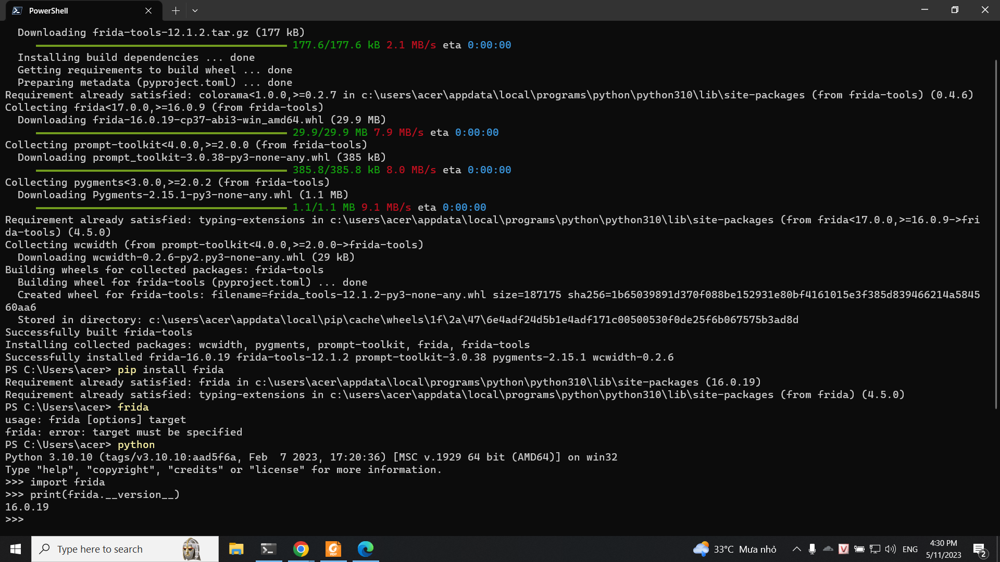 PowerShell
Downloading frida-tools-12.1.2.tar.gz (177 kB)
177.6/177.6 kB 2.1 MB/s eta 0:00:00
Installing build dependencies ... done
Getting requirements to build wheel ... done
Preparing metadata (pyproject.toml) ... done
Requirement already satisfied: colorama<1.0.0,>=0.2.7 in c:\users\acer\appdata\local\programs\python\python310\lib\site-packages (from frida-tools) (0.4.6)
Collecting frida<17.0.0,>=16.0.9 (from frida-tools)
Downloading frida-16.0.19-cp37-abi3-win_amd64.whl (29.9 MB)
29.9/29.9 MB 7.9 MB/s eta 0:00:00
Collecting prompt-toolkit<4.0.0,>=2.0.0 (from frida-tools)
Downloading prompt_toolkit-3.0.38-py3-none-any.whl (385 kB)
385.8/385.8 kB 8.0 MB/s eta 0:00:00
Collecting pygments<3.0.0,>=2.0.2 (from frida-tools)
Downloading Pygments-2.15.1-py3-none-any.whl (1.1 MB)
1.1/1.1 MB 9.1 MB/s eta 0:00:00
Requirement already satisfied: typing-extensions in c:\users\acer\appdata\local\programs\python\python310\lib\site-packages (from frida<17.0.0,>=16.0.9->fri
da-tools) (4.5.0)
Collecting wcwidth (from prompt-toolkit<4.0.0,>=2.0.0->frida-tools)
Downloading wcwidth-0.2.6-py2.py3-none-any.whl (29 kB)
Building wheels for collected packages: frida-tools
Building wheel for frida-tools (pyproject.toml) ... done
Created wheel for frida-tools: filename=frida_tools-12.1.2-py3-none-any.whl size=187175 sha256=1b65039891d370f088be152931e80bf4161015e3f385d839466214a5845
60aa6
Stored in directory: c:\users\acer\appdata\local\pip\cache\wheels\1f\2a\47\6e4adf24d5b1e4adf171c00500530f0de25f6b067575b3ad8d
Successfully built frida-tools
Installing collected packages: wcwidth, pygments, prompt-toolkit, frida, frida-tools
Successfully installed frida-16.0.19 frida-tools-12.1.2 prompt-toolkit-3.0.38 pygments-2.15.1 wcwidth-0.2.6
PS C:\Users\acer> pip install frida
Requirement already satisfied: frida in c:\users\acer\appdata\local\programs\python\python310\lib\site-packages (16.0.19)
Requirement already satisfied: typing-extensions in c:\users\acer\appdata\local\programs\python\python310\lib\site-packages (from frida) (4.5.0)
PS C:\Users\acer> frida
usage: frida [options] target
frida: error: target must be specified
PS C:\Users\acer> python
Python 3.10.10 (tags/v3.10.10:aad5f6a, Feb  7 2023, 17:20:36) [MSC v.1929 64 bit (AMD64)] on win32
Type "help", "copyright", "credits" or "license" for more information.
>>> import frida
>>> print(frida.__version__)
16.0.19
>>>
Type here to search
PDF
33°C Mưa nhỏ
V
ENG
4:30 PM
5/11/2023
2